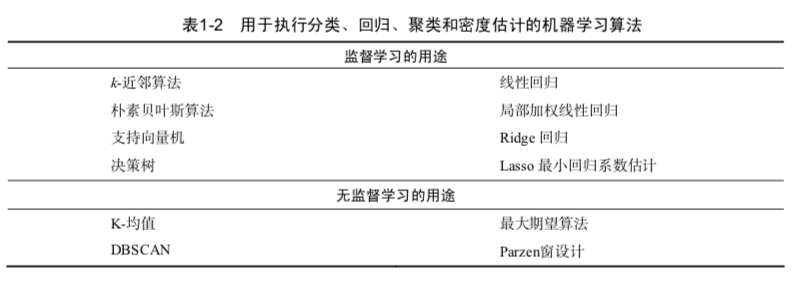 表1-2 用于执行分类、回归、聚类和密度估计的机器学习算法
监督学习的用途
k-近邻算法 线性回归
朴素贝叶斯算法 局部加权线性回归
支持向量机 Ridge 回归
决策树 Lasso 最小回归系数估计
无监督学习的用途
K-均值 最大期望算法
DBSCAN Parzen窗设计